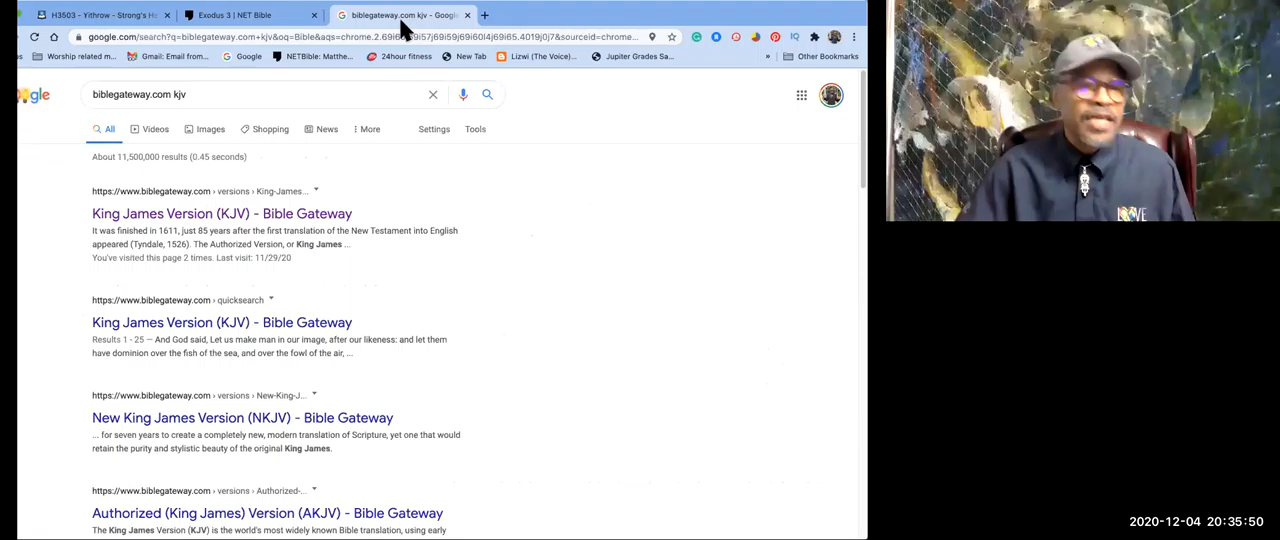 H3503 - Yithrow - Strong's He
Exodus 3 | NET Bible
biblegateway.com kjv - Google
google.com/search?q=biblegateway.com+kjv&oq=Bible&aqs=chrome.2.69i
Worship related m...
Gmail: Email from...
Google
NETBible: Matthe...
24hour fitness
New Tab
Lizwi (The Voice)...
Jupiter Grades Sa...
»
Other Bookmarks
biblegateway.com kjv
All
Videos
Images
Shopping
News
More
Settings
Tools
About 11,500,000 results (0.45 seconds)
https://www.biblegateway.com › versions › King-James...
King James Version (KJV) - Bible Gateway
It was finished in 1611, just 85 years after the first translation of the New Testament into English
appeared (Tyndale, 1526). The Authorized Version, or King James ...
You've visited this page 2 times. Last visit: 11/29/20
https://www.biblegateway.com › quicksearch
King James Version (KJV) - Bible Gateway
Results 1 - 25 — And God said, Let us make man in our image, after our likeness: and let them
have dominion over the fish of the sea, and over the fowl of the air, ...
https://www.biblegateway.com › versions › New-King-J...
New King James Version (NKJV) - Bible Gateway
... for seven years to create a completely new, modern translation of Scripture, yet one that would
retain the purity and stylistic beauty of the original King James.
https://www.biblegateway.com › versions › Authorized-...
Authorized (King James) Version (AKJV) - Bible Gateway
The King James Version (KJV) is the world's most widely known Bible translation, using early
2020-12-04 20:35:50